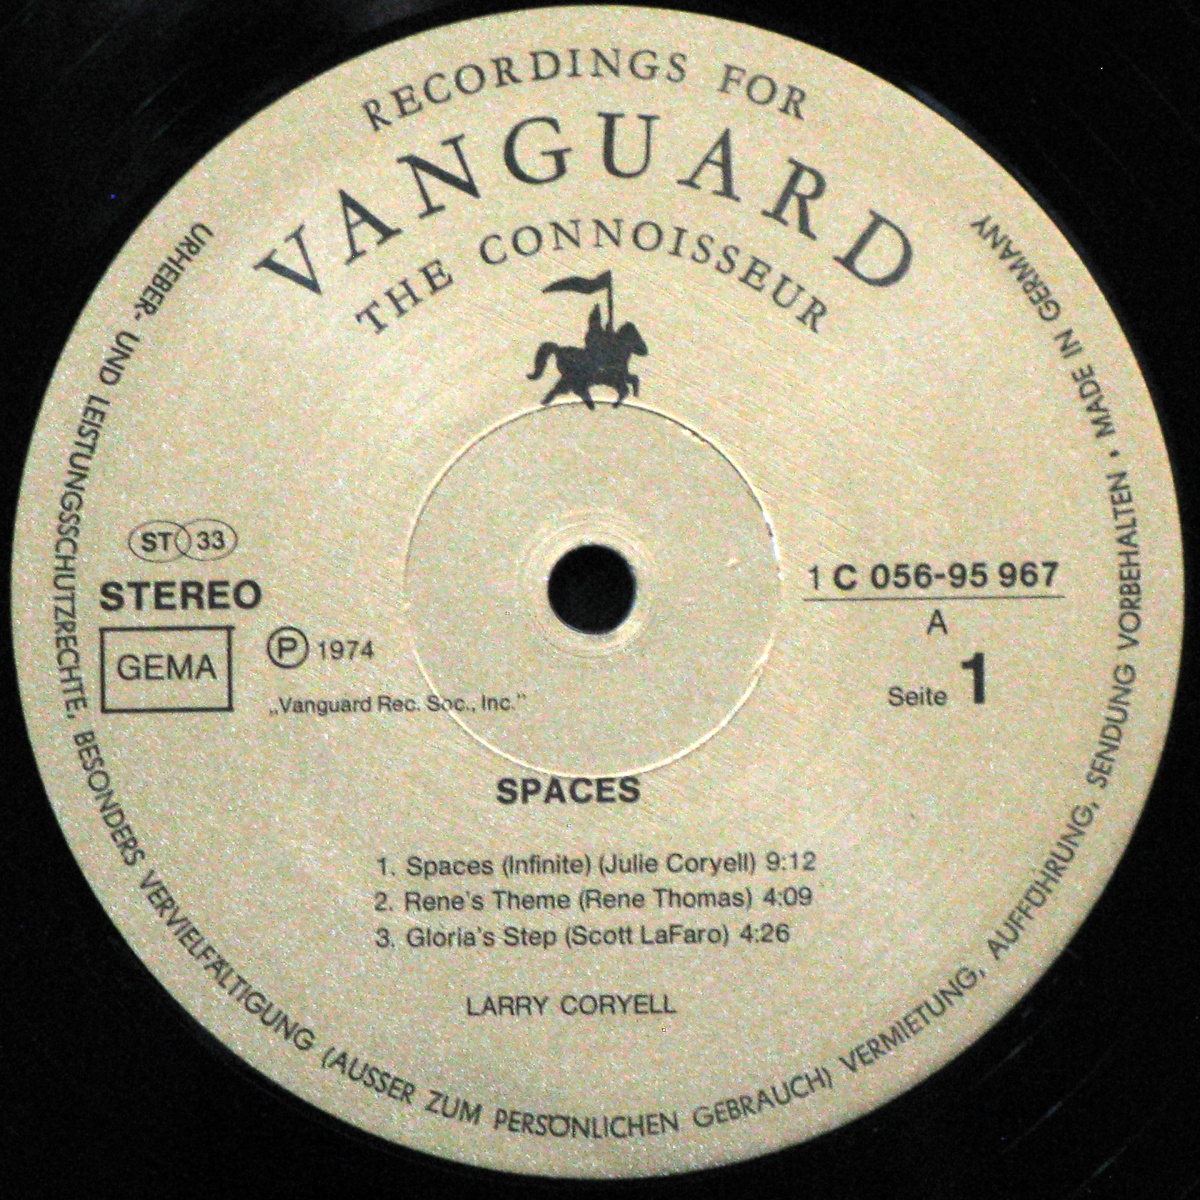 RECORDINGS FOR
VANGUARD
THE CONNOISSEUR
ST 33
STEREO
GEMA
Ⓟ 1974
„Vanguard Rec. Soc., Inc.“
1 C 056-95 967
A
Seite 1
SPACES
1. Spaces (Infinite) (Julie Coryell) 9:12
2. Rene's Theme (Rene Thomas) 4:09
3. Gloria's Step (Scott LaFaro) 4:26
LARRY CORYELL
URHEBER- UND LEISTUNGSSCHUTZRECHTE, BESONDERS VERVIELFÄLTIGUNG (AUSSER ZUM PERSÖNLICHEN GEBRAUCH) VERMIETUNG, AUFFÜHRUNG, SENDUNG VORBEHALTEN • MADE IN GERMANY